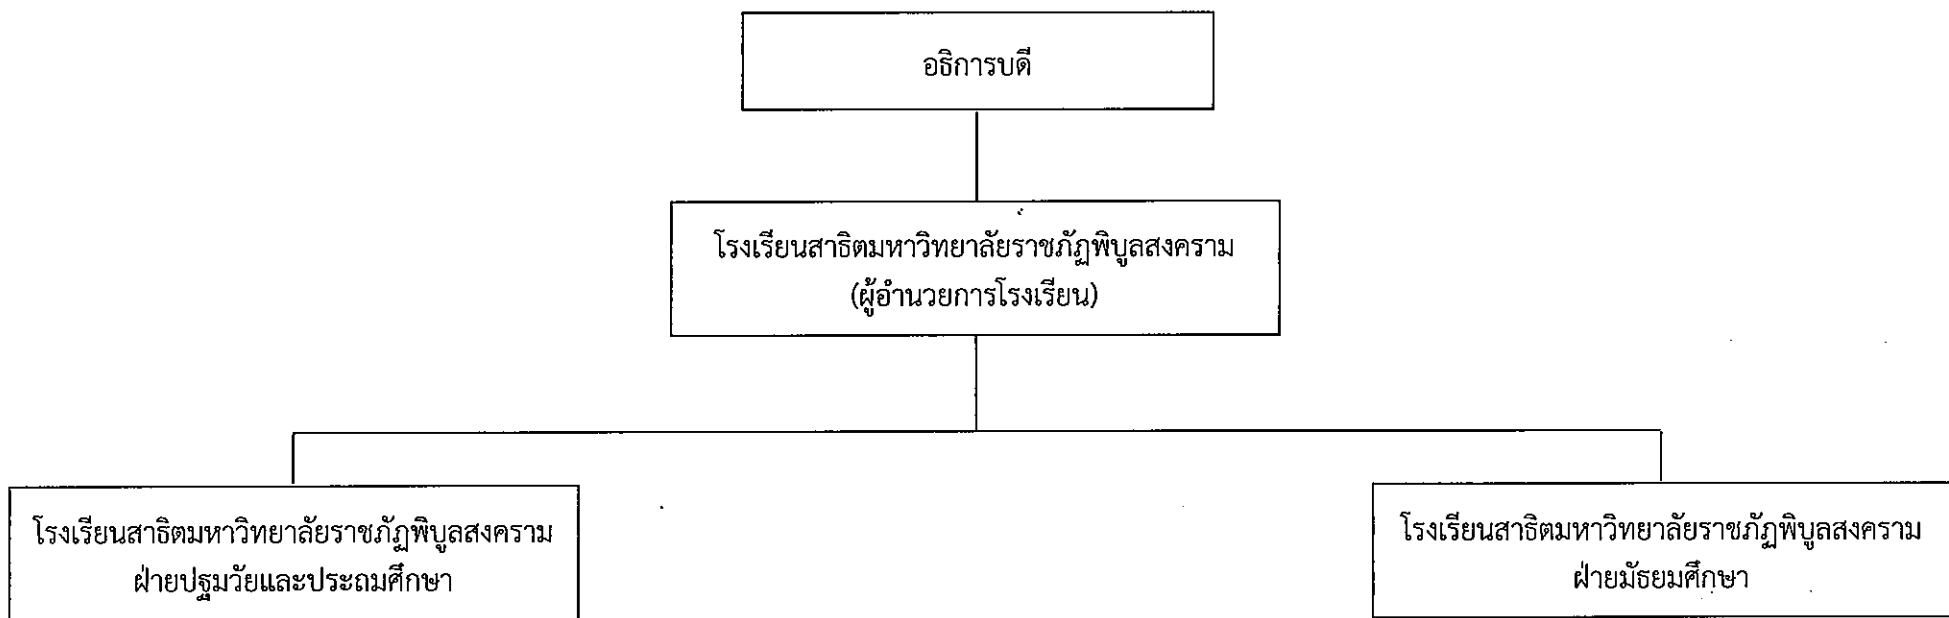 อธิการบดี
โรงเรียนสาธิตมหาวิทยาลัยราชภัฏพิบูลสงคราม
(ผู้อำนวยการโรงเรียน)
โรงเรียนสาธิตมหาวิทยาลัยราชภัฏพิบูลสงคราม
ฝ่ายปฐมวัยและประถมศึกษา
โรงเรียนสาธิตมหาวิทยาลัยราชภัฏพิบูลสงคราม
ฝ่ายมัธยมศึกษา